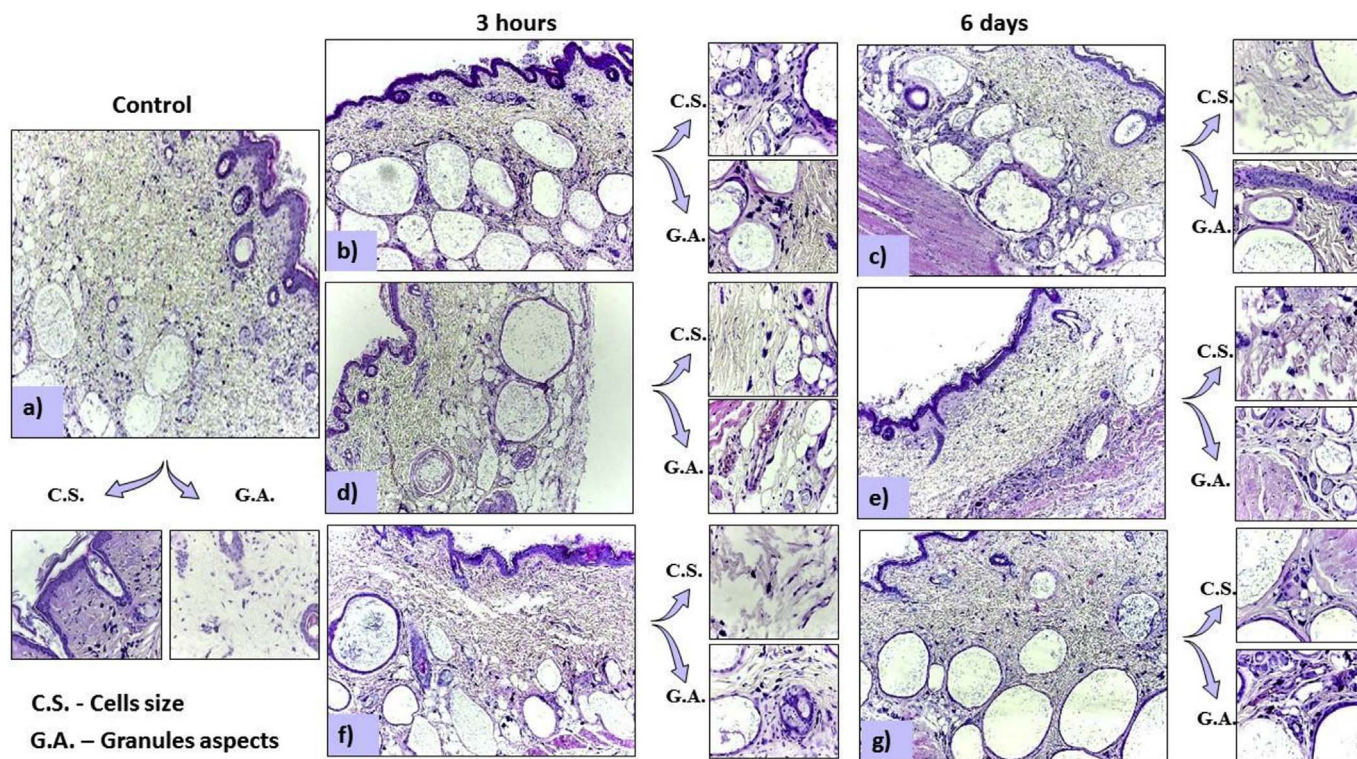 3 hours
6 days
Control
a)
b)
C.S.
G.A.
c)
C.S.
G.A.
d)
C.S.
G.A.
e)
C.S.
G.A.
C.S.
G.A.
f)
C.S.
G.A.
g)
C.S.
G.A.
C.S. - Cells size
G.A. – Granules aspects